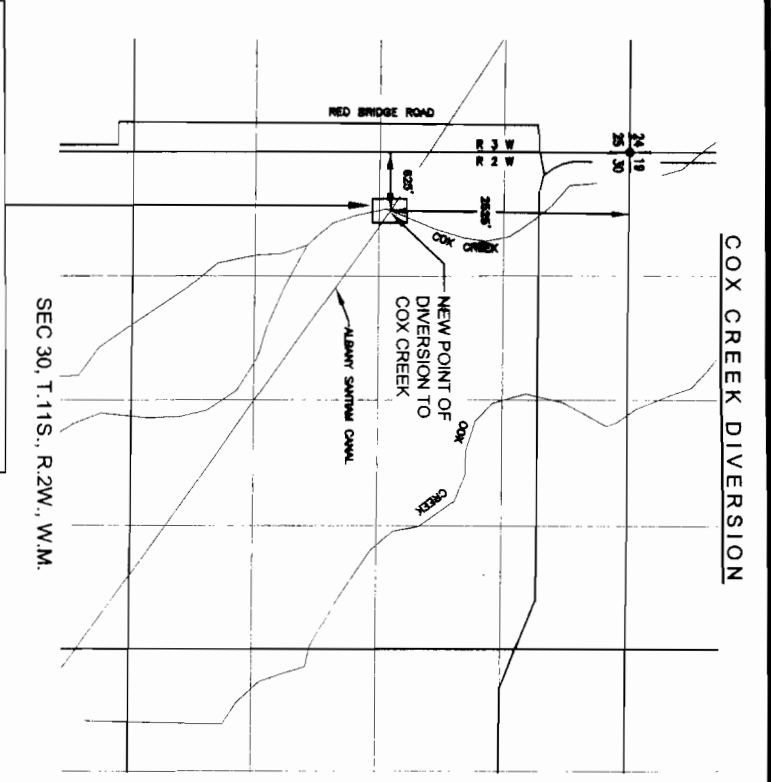 COX CREEK DIVERSION
24 19
25 30
R 3 W
R 2 W
RED BRIDGE ROAD
625'
COX CREEK
NEW POINT OF
DIVERSION TO
COX CREEK
ALBANY SANTIAM CANAL
COX
CREEK
SEC 30, T.11S., R.2W., W.M.